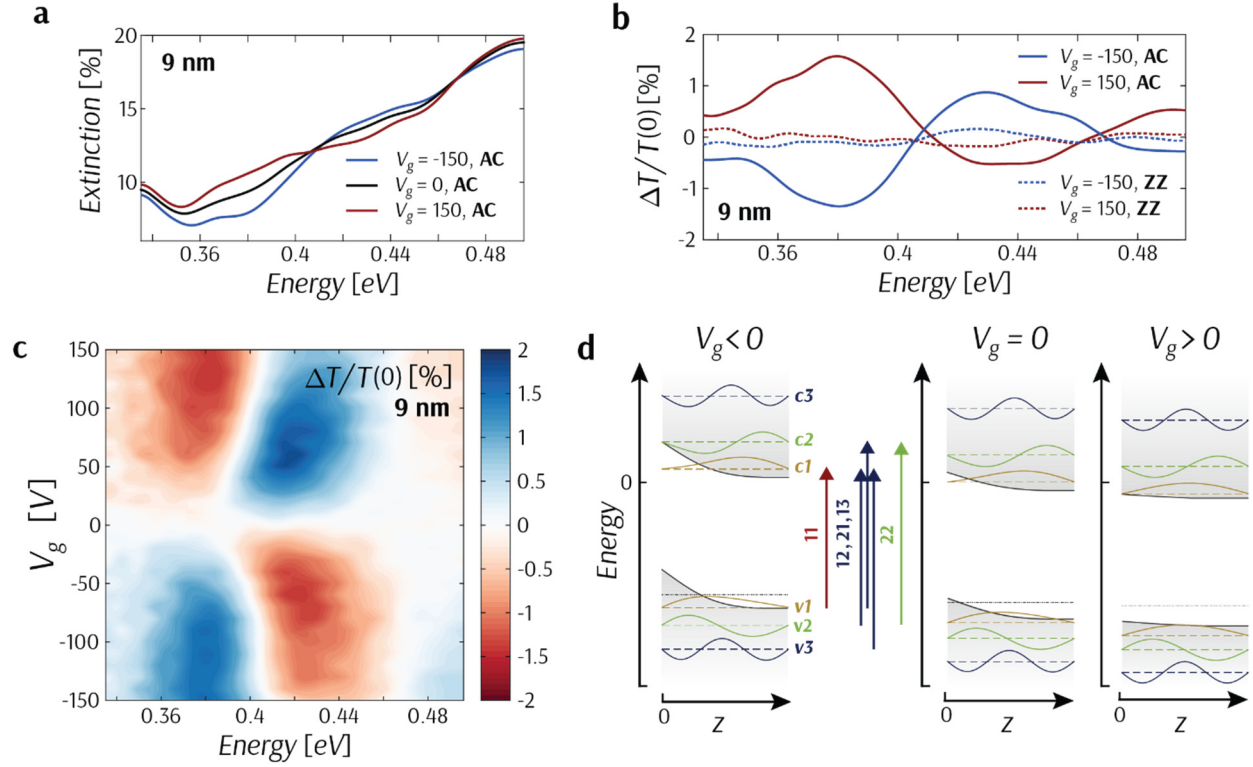 a
Extinction [%]
20
15
10
9 nm
Vg = -150, AC
Vg = 0, AC
Vg = 150, AC
0.36
0.4
0.44
0.48
Energy [eV]
b
ΔT/T(0) [%]
2
1
0
-1
-2
Vg = -150, AC
Vg = 150, AC
Vg = -150, ZZ
Vg = 150, ZZ
9 nm
0.36
0.4
0.44
0.48
Energy [eV]
c
Vg [V]
150
100
50
0
-50
-100
-150
ΔT/T(0) [%]
9 nm
2
1.5
1
0.5
0
-0.5
-1
-1.5
-2
0.36
0.4
0.44
0.48
Energy [eV]
d
Vg < 0
Vg = 0
Vg > 0
Energy
0
c3
c2
c1
v1
v2
v3
11
12, 21, 13
22
0
z
0
z
0
z